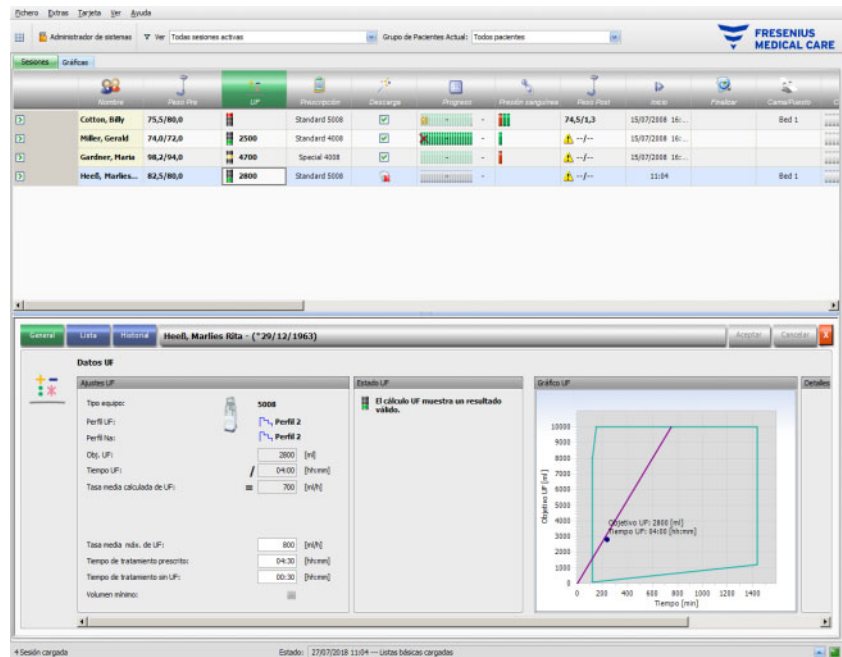 Fichero Extras Tarjeta Ver Ayuda
Administrador de sistemas Ver Todas sesiones activas Grupo de Pacientes Actual: Todos pacientes
FRESENIUS
MEDICAL CARE
Sesiones Gráficas
Nombre Peso Pre UF Prescripción Descarga Progreso Presión sanguínea Peso Post Inicio Finalizar Cama/Puesto
Cotton, Billy 75,5/80,0 Standard 5008 - 74,5/1,3 15/07/2008 16:... Bed 1
Miller, Gerald 74,0/72,0 2500 Standard 4008 - --/-- 15/07/2008 16:...
Gardner, Maria 98,2/94,0 4700 Special 4008 - --/-- 15/07/2008 16:...
Heeß, Marlies... 82,5/80,0 2800 Standard 5008 - --/-- 11:04 Bed 1
General Lista Historial Heeß, Marlies Rita - (*29/12/1963) Aceptar Cancelar X
Datos UF
Ajustes UF
Tipo equipo: 5008
Perfil UF: Perfil 2
Perfil Na: Perfil 2
Obj. UF: 2800 [ml]
Tiempo UF: / 04:00 [hh:mm]
Tasa media calculada de UF: = 700 [ml/h]
Tasa media máx. de UF: 800 [ml/h]
Tiempo de tratamiento prescrito: 04:30 [hh:mm]
Tiempo de tratamiento sin UF: 00:30 [hh:mm]
Volumen mínimo:
Estado UF
El cálculo UF muestra un resultado
válido.
Gráfico UF
Objetivo UF [ml]
10000
9000
8000
7000
6000
5000
4000
3000
2000
1000
0
Objetivo UF: 2800 [ml]
Tiempo UF: 04:00 [hh:mm]
0 200 400 600 800 1000 1200 1400
Tiempo [min]
Detalles
4 Sesión cargada Estado: 27/07/2018 11:04 --- Listas básicas cargadas